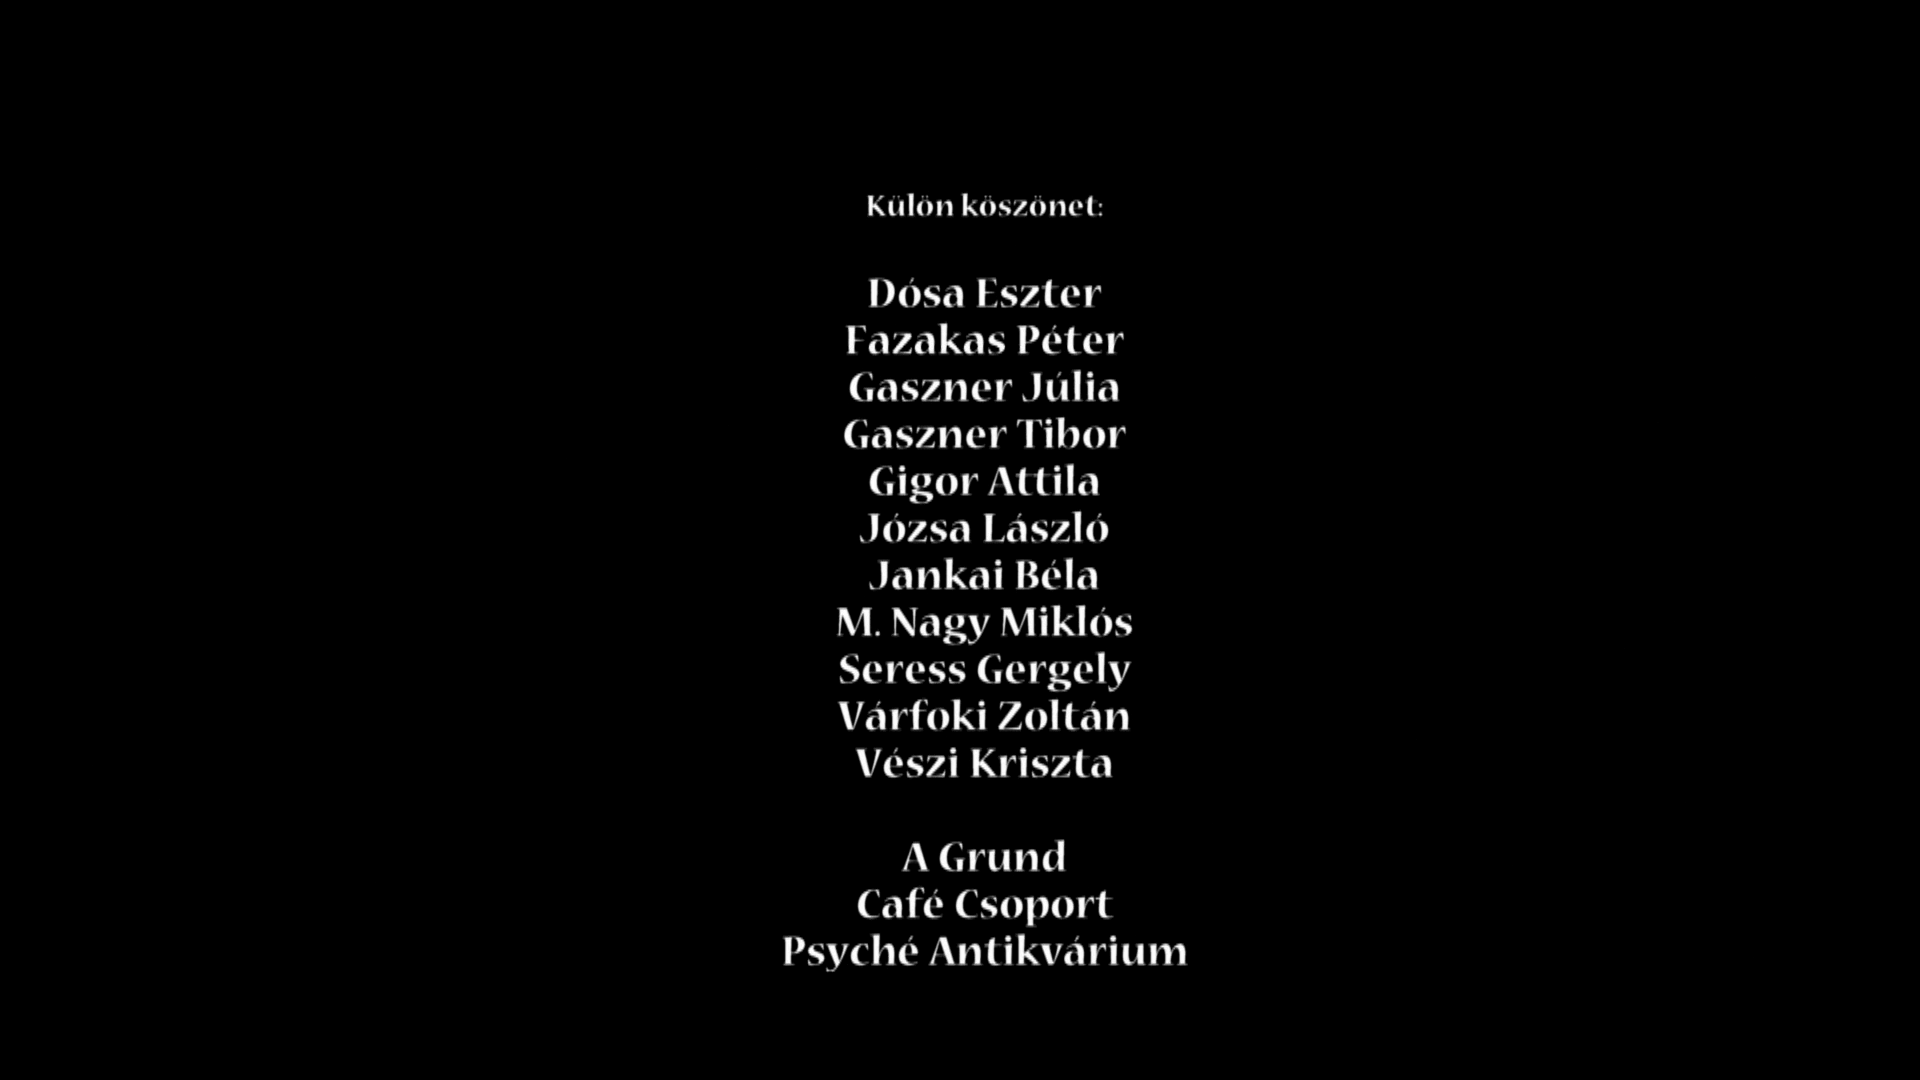 Külön köszönet:
Dósa Eszter
Fazakas Péter
Gaszner Júlia
Gaszner Tibor
Gigor Attila
Józsa László
Jankai Béla
M. Nagy Miklós
Seress Gergely
Várfoki Zoltán
Vészi Kriszta
A Grund
Café Csoport
Psyché Antikvárium